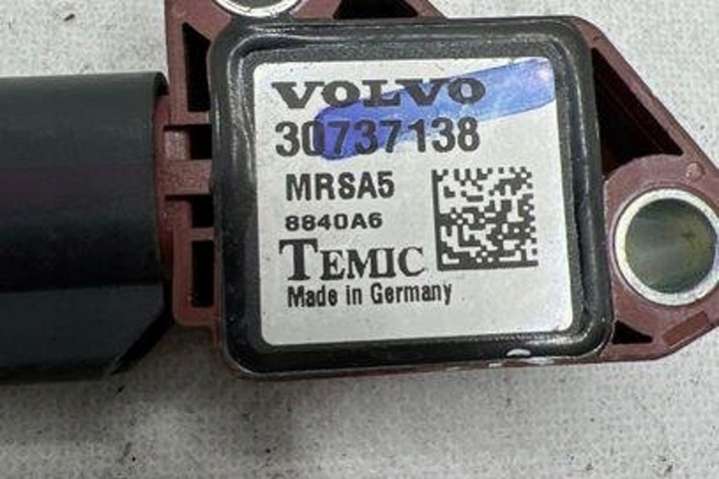 VOLVO
30737138
MRSA5
8840A6
TEMIC
Made in Germany